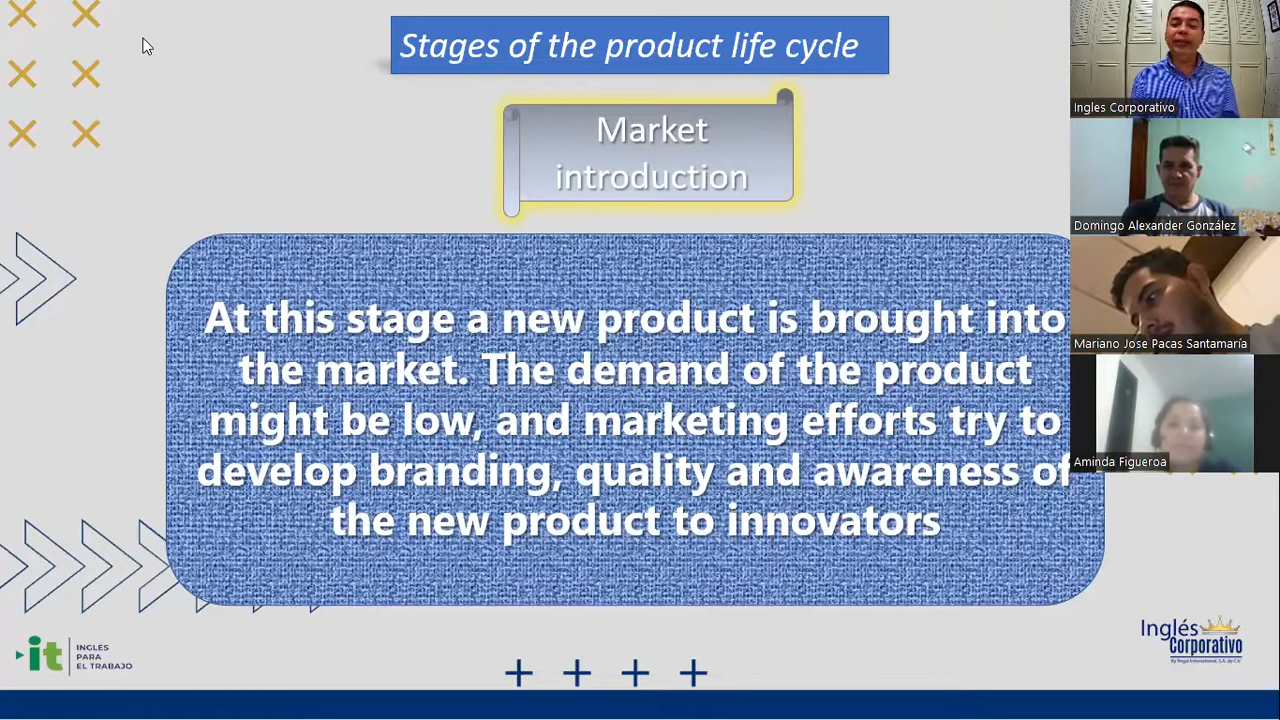 Stages of the product life cycle
Market
introduction
At this stage a new product is brought into
the market. The demand of the product
might be low, and marketing efforts try to
develop branding, quality and awareness of
the new product to innovators
Ingles Corporativo
Domingo Alexander González
Mariano Jose Pacas Santamaría
Aminda Figueroa
it
INGLÉS
PARA
EL TRABAJO
Inglés
Corporativo